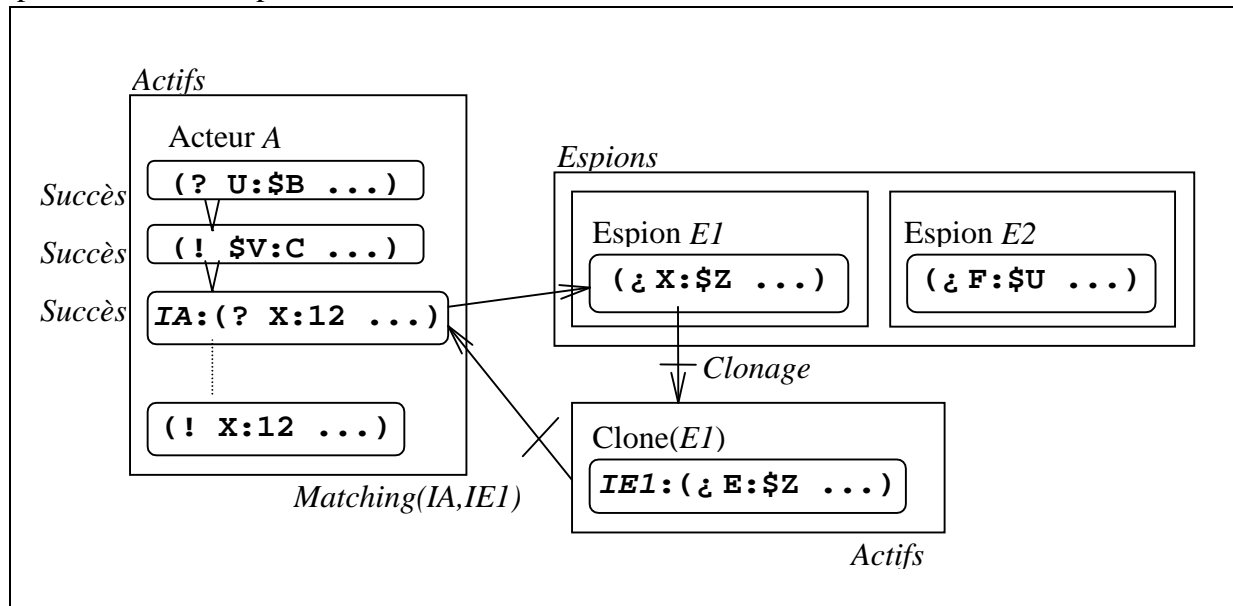 Actifs
Acteur A
(? U:$B ...)
Succès
(! $V:C ...)
Succès
IA:(? X:12 ...)
Succès
(! X:12 ...)
Matching(IA,IE1)
Espions
Espion E1
(¿ X:$Z ...)
Espion E2
(¿ F:$U ...)
Clonage
Clone(E1)
IE1:(¿ E:$Z ...)
Actifs